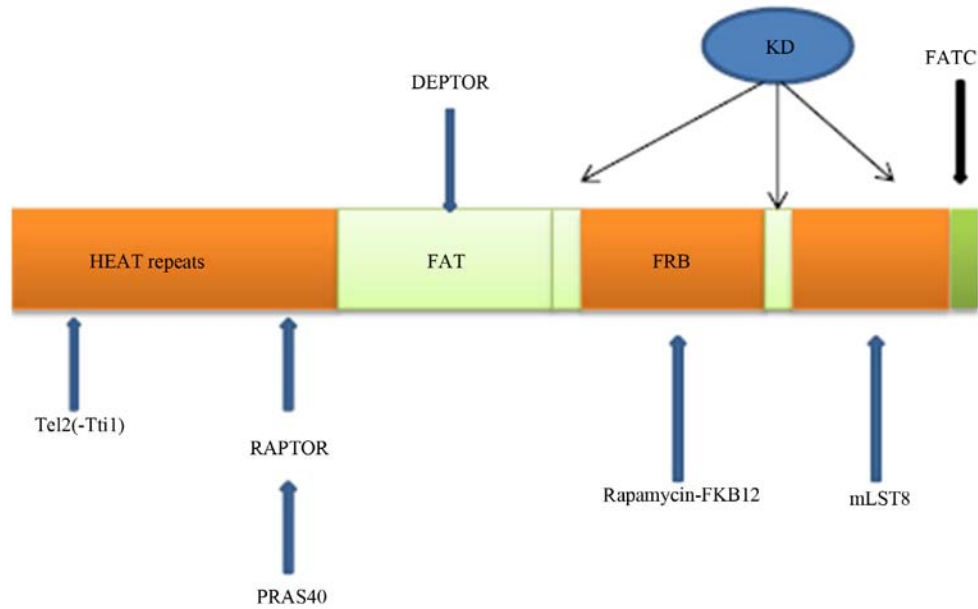 KD
FATC
DEPTOR
HEAT repeats
FAT
FRB
Tel2(-Tti1)
RAPTOR
Rapamycin-FKB12
mLST8
PRAS40